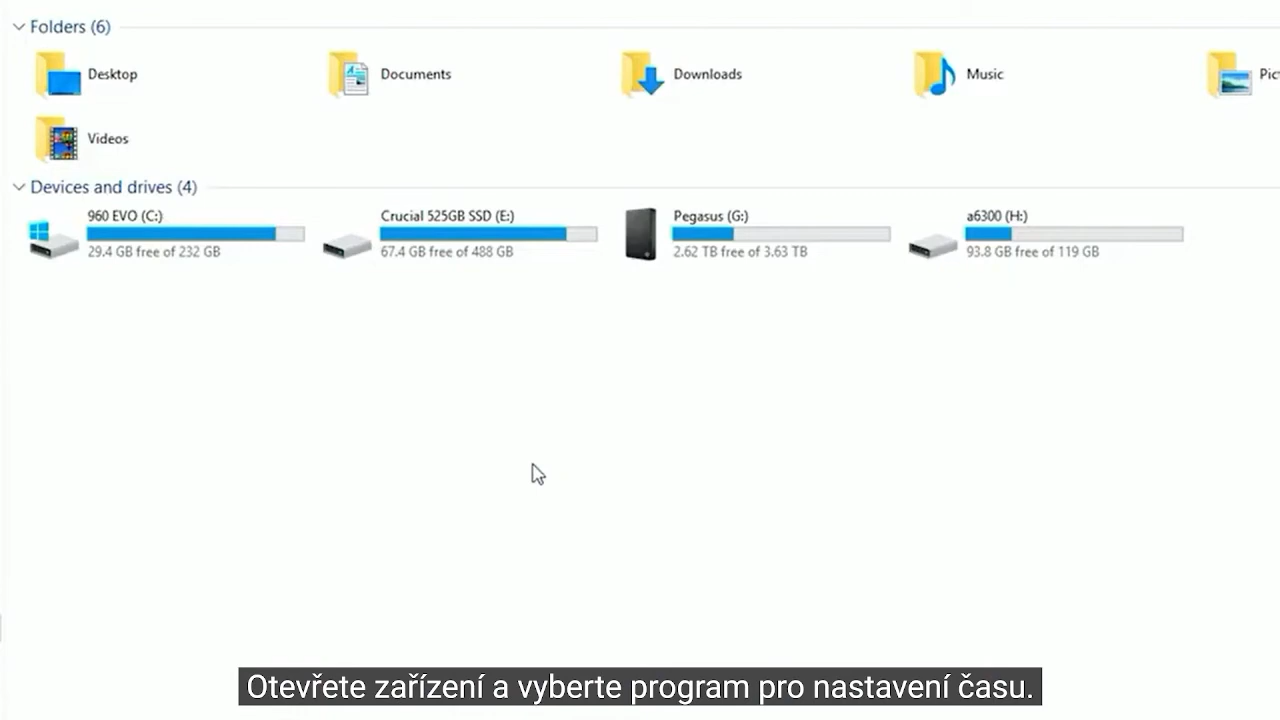 Folders (6)
Desktop
Documents
Downloads
Music
Videos
Devices and drives (4)
960 EVO (C:)
29.4 GB free of 232 GB
Crucial 525GB SSD (E:)
67.4 GB free of 488 GB
Pegasus (G:)
2.62 TB free of 3.63 TB
a6300 (H:)
93.8 GB free of 119 GB
Otevřete zařízení a vyberte program pro nastavení času.